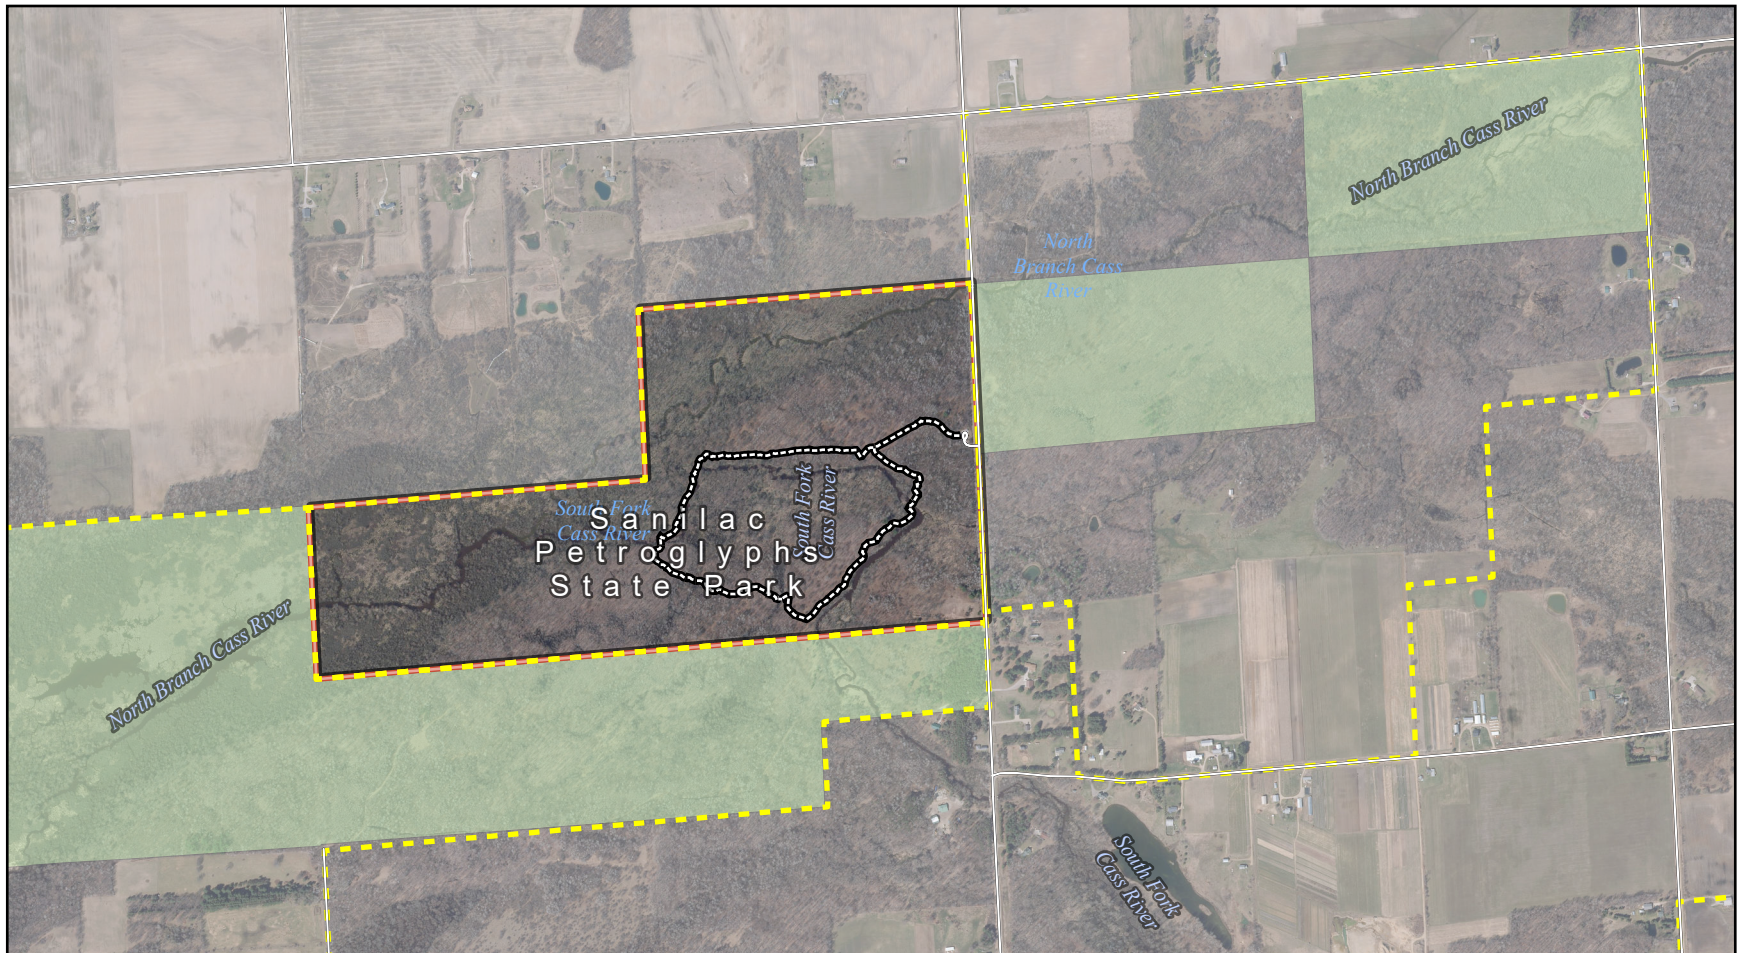 North Branch Cass River
North
Branch Cass
River
South Fork
Cass River
South Fork
Cass River
Sanilac
Petroglyphs
State Park
North Branch Cass River
South Fork
Cass River